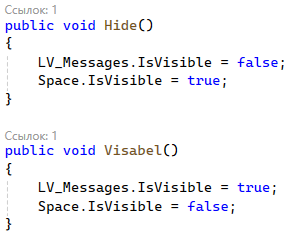 Ссылок: 1
public void Hide()
{
LV_Messages.IsVisible = false;
Space.IsVisible = true;
}
Ссылок: 1
public void Visabel()
{
LV_Messages.IsVisible = true;
Space.IsVisible = false;
}